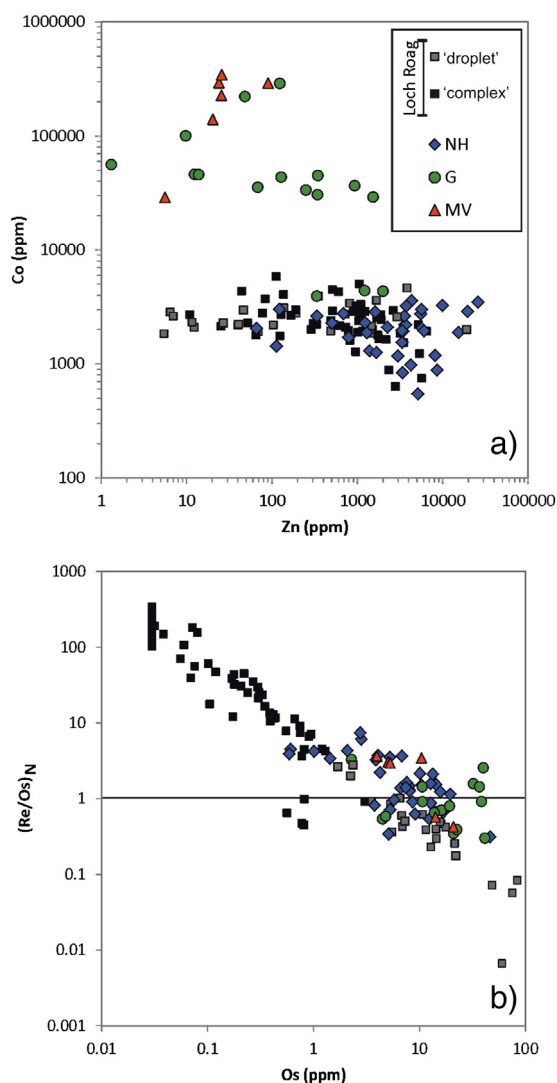 1000000
100000
10000
1000
100
Co (ppm)
1
10
100
1000
10000
100000
Zn (ppm)
Loch Roag
'droplet'
'complex'
NH
G
MV
a)
1000
100
10
1
0.1
0.01
0.001
(Re/Os)N
0.01
0.1
1
10
100
Os (ppm)
b)